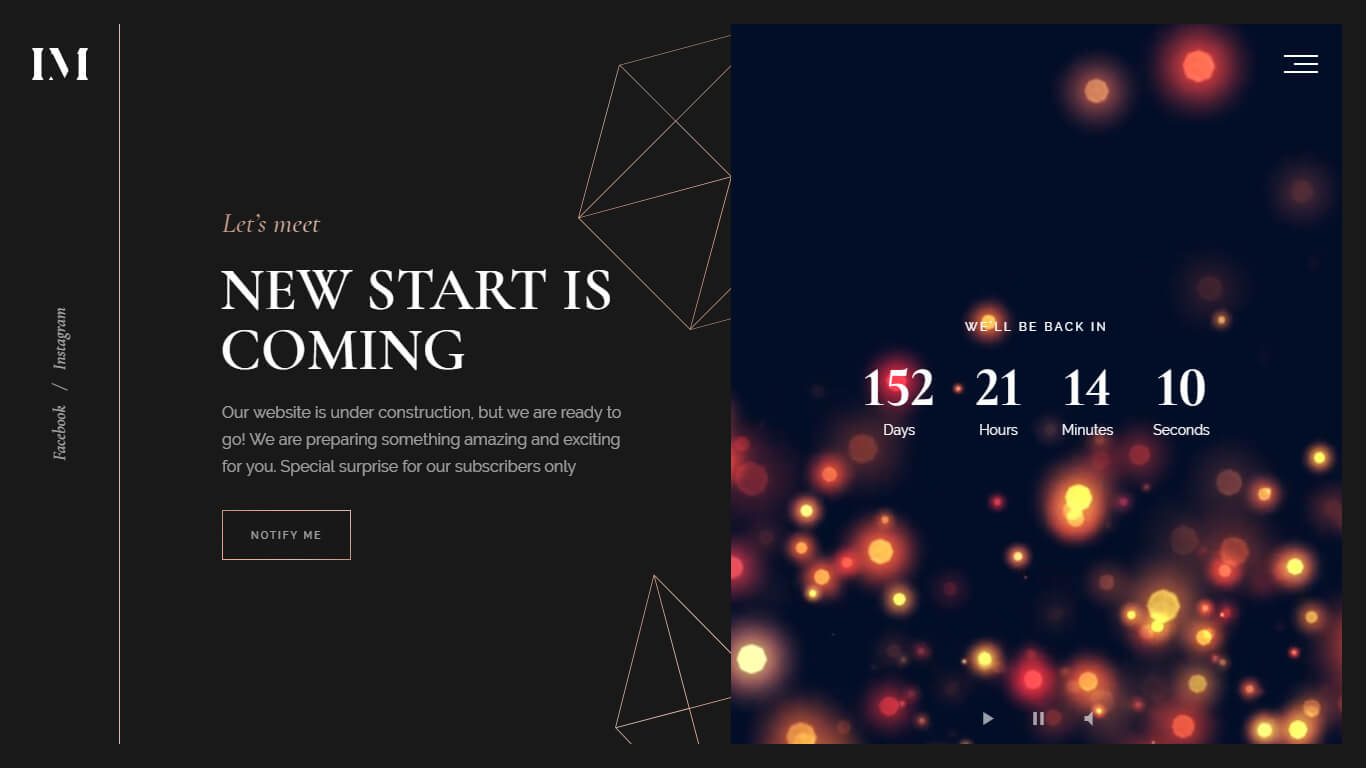 IM
Facebook / Instagram
Let's meet
NEW START IS
COMING
Our website is under construction, but we are ready to
go! We are preparing something amazing and exciting
for you. Special surprise for our subscribers only
NOTIFY ME
WE'LL BE BACK IN
152 21 14 10
Days Hours Minutes Seconds